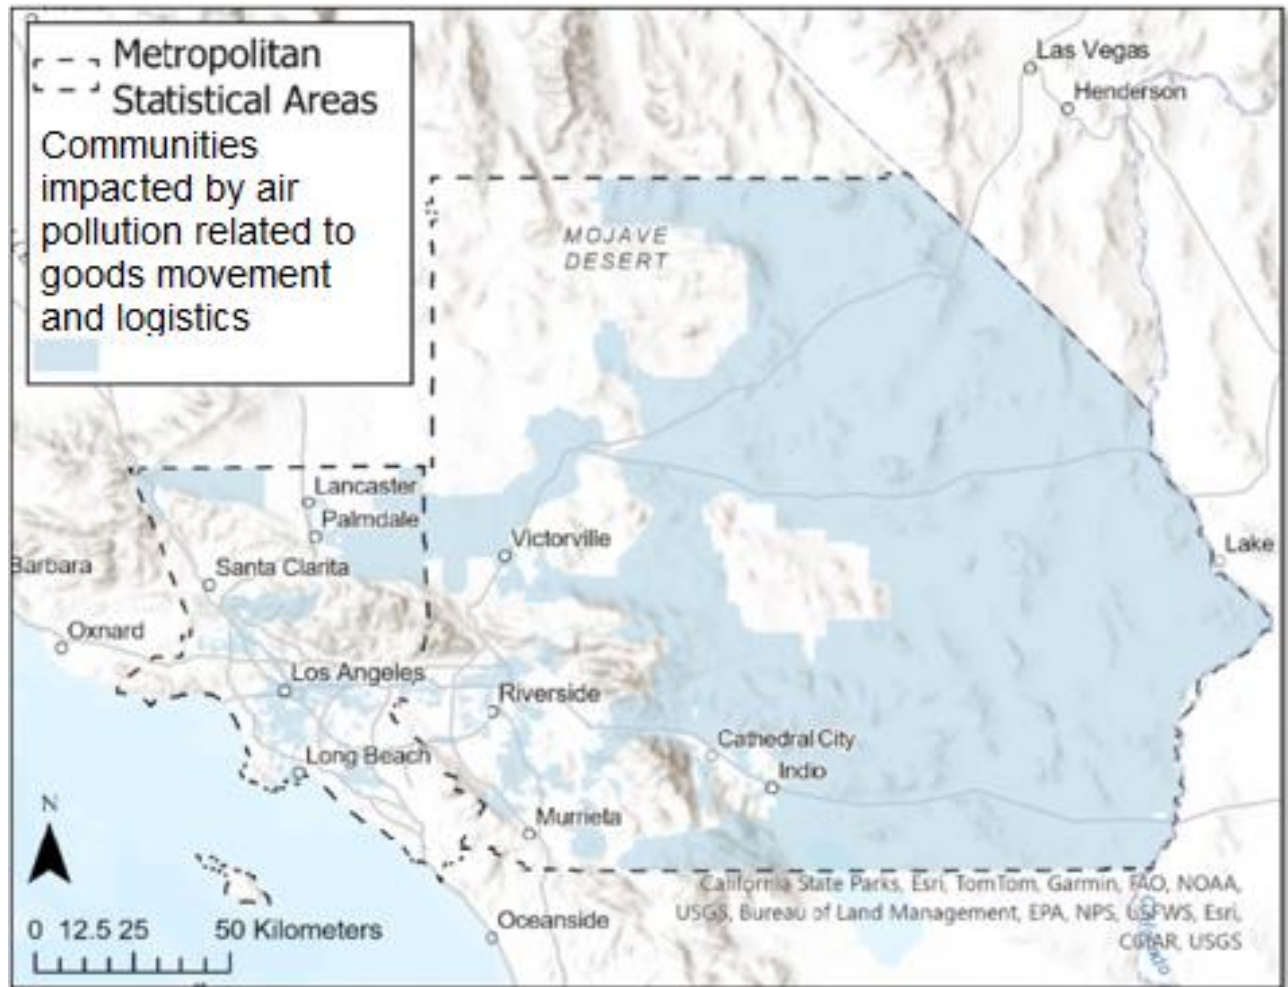 Metropolitan
Statistical Areas
Communities
impacted by air
pollution related to
goods movement
and logistics
Las Vegas
Henderson
MOJAVE
DESERT
Lancaster
Palmdale
Victorville
Lake
Barbara
Santa Clarita
Oxnard
Los Angeles
Riverside
Cathedral City
Long Beach
Indio
Murrieta
N
California State Parks, Esri, TomTom, Garmin, FAO, NOAA,
USGS, Bureau of Land Management, EPA, NPS, USFWS, Esri,
CGIAR, USGS
Oceanside
0 12.5 25 50 Kilometers